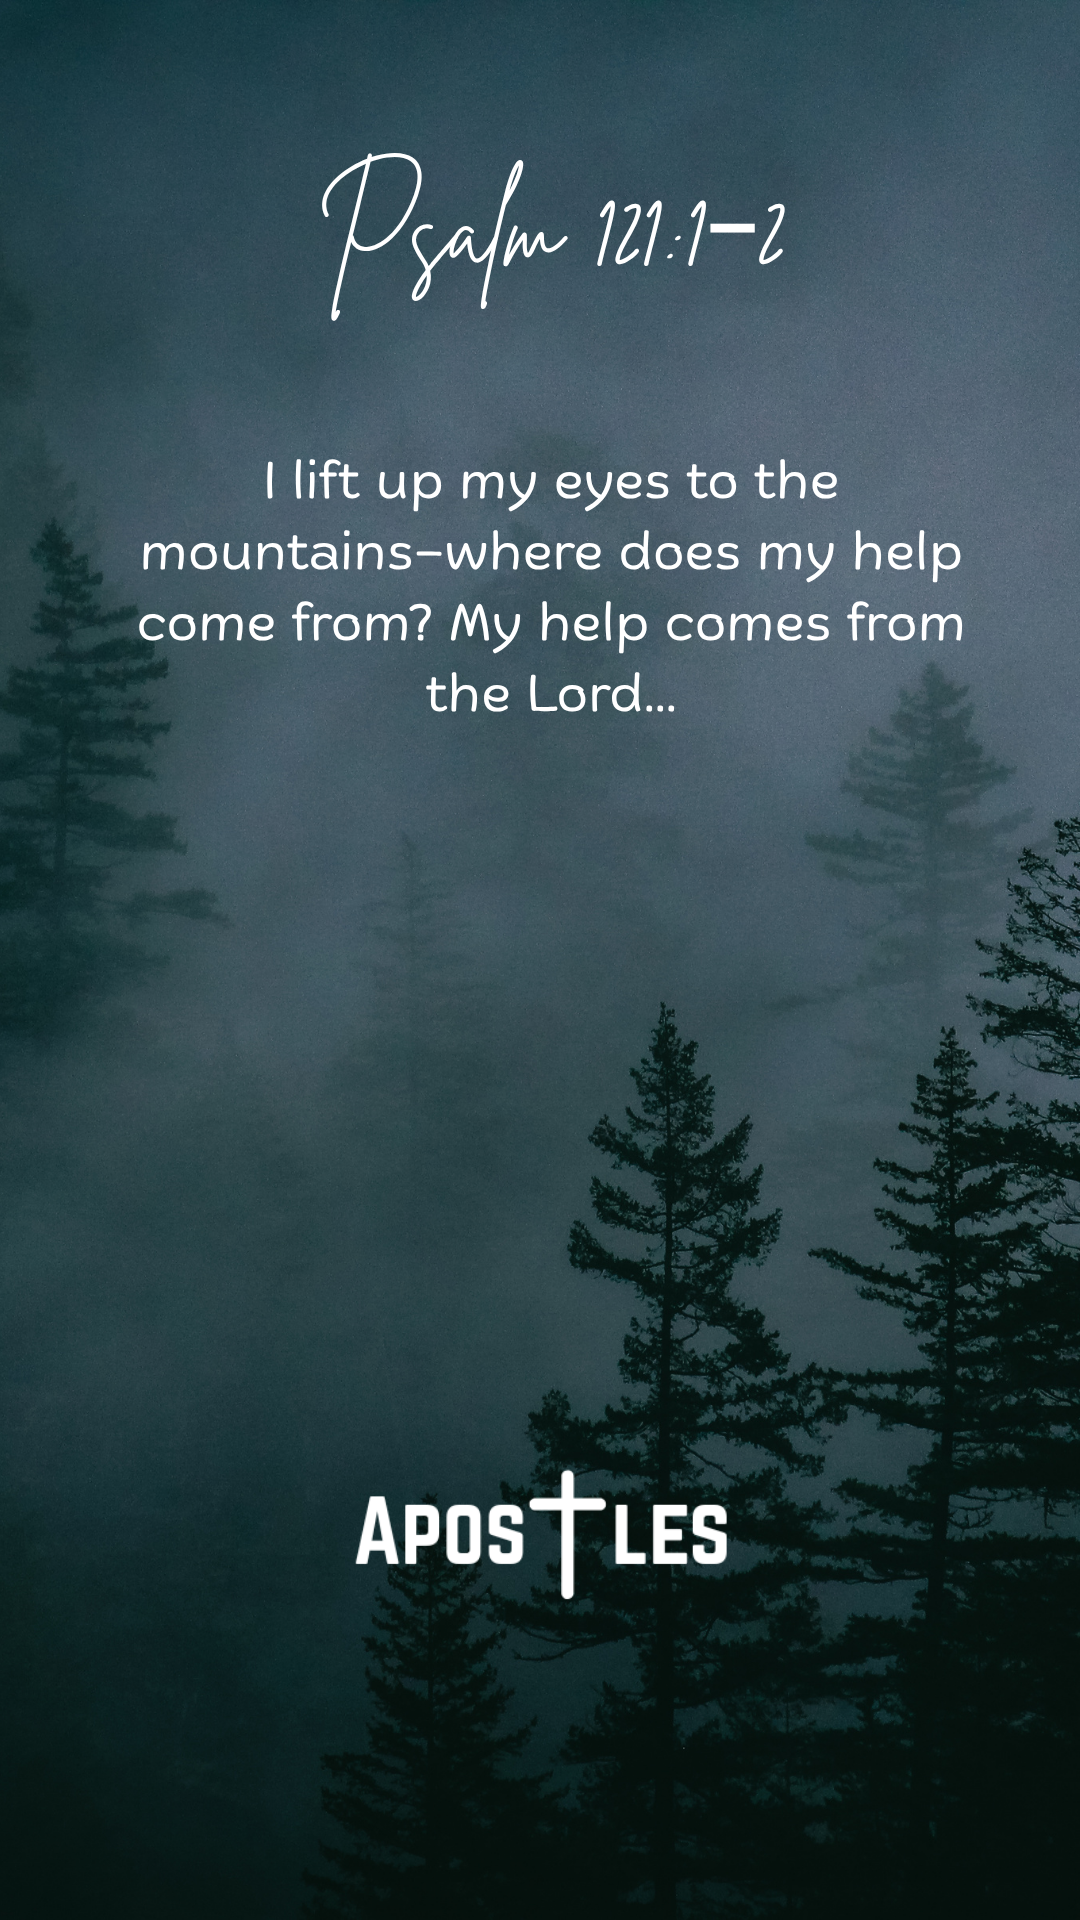 Psalm 121:1–2
I lift up my eyes to the
mountains–where does my help
come from? My help comes from
the Lord...
APOSTLES